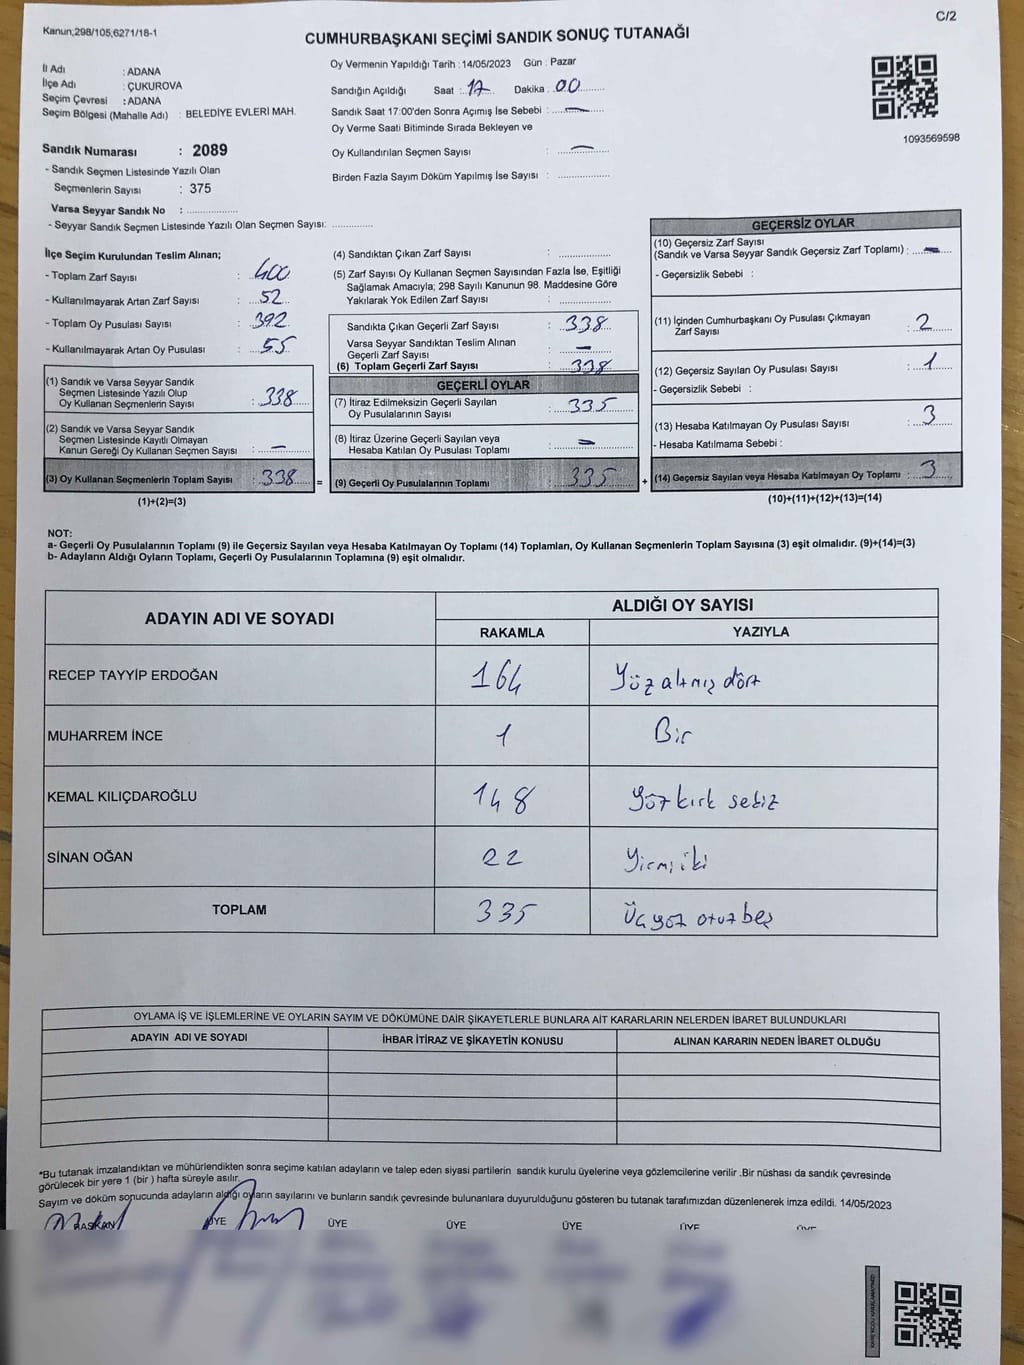 C/2
Kanun;298/105;6271/18-1
CUMHURBAŞKANI SEÇİMİ SANDIK SONUÇ TUTANAĞI
İl Adı : ADANA
İlçe Adı : ÇUKUROVA
Seçim Çevresi : ADANA
Seçim Bölgesi (Mahalle Adı) : BELEDİYE EVLERİ MAH.
Sandık Numarası : 2089
- Sandık Seçmen Listesinde Yazılı Olan
Seçmenlerin Sayısı : 375
Varsa Seyyar Sandık No :
- Seyyar Sandık Seçmen Listesinde Yazılı Olan Seçmen Sayısı:
Oy Vermenin Yapıldığı Tarih : 14/05/2023 Gün : Pazar
Sandığın Açıldığı Saat : 17 Dakika : 00
Sandık Saat 17:00'den Sonra Açımış İse Sebebi : —
Oy Verme Saati Bitiminde Sırada Bekleyen ve
Oy Kullandırılan Seçmen Sayısı : —
Birden Fazla Sayım Döküm Yapılmış İse Sayısı :
1093569598
İlçe Seçim Kurulundan Teslim Alınan;
- Toplam Zarf Sayısı : 400
- Kullanılmayarak Artan Zarf Sayısı : 52
- Toplam Oy Pusulası Sayısı : 392
- Kullanılmayarak Artan Oy Pusulası : 55
(1) Sandık ve Varsa Seyyar Sandık
Seçmen Listesinde Yazılı Olup
Oy Kullanan Seçmenlerin Sayısı : 338
(2) Sandık ve Varsa Seyyar Sandık
Seçmen Listesinde Kayıtlı Olmayan
Kanun Gereği Oy Kullanan Seçmen Sayısı : —
(3) Oy Kullanan Seçmenlerin Toplam Sayısı : 338 =
(1)+(2)=(3)
(4) Sandıktan Çıkan Zarf Sayısı :
(5) Zarf Sayısı Oy Kullanan Seçmen Sayısından Fazla İse, Eşitliği
Sağlamak Amacıyla; 298 Sayılı Kanunun 98. Maddesine Göre
Yakılarak Yok Edilen Zarf Sayısı :
Sandıkta Çıkan Geçerli Zarf Sayısı : 338
Varsa Seyyar Sandıktan Teslim Alınan
Geçerli Zarf Sayısı : —
(6) Toplam Geçerli Zarf Sayısı : 338
GEÇERLİ OYLAR
(7) İtiraz Edilmeksizin Geçerli Sayılan
Oy Pusulalarının Sayısı : 335
(8) İtiraz Üzerine Geçerli Sayılan veya
Hesaba Katılan Oy Pusulası Toplamı : —
(9) Geçerli Oy Pusulalarının Toplamı : 335 +
GEÇERSİZ OYLAR
(10) Geçersiz Zarf Sayısı
(Sandık ve Varsa Seyyar Sandık Geçersiz Zarf Toplamı) : —
- Geçersizlik Sebebi :
(11) İçinden Cumhurbaşkanı Oy Pusulası Çıkmayan
Zarf Sayısı : 2
(12) Geçersiz Sayılan Oy Pusulası Sayısı : 1
- Geçersizlik Sebebi :
(13) Hesaba Katılmayan Oy Pusulası Sayısı : 3
- Hesaba Katılmama Sebebi :
(14) Geçersiz Sayılan veya Hesaba Katılmayan Oy Toplamı : 3
(10)+(11)+(12)+(13)=(14)
NOT:
a- Geçerli Oy Pusulalarının Toplamı (9) ile Geçersiz Sayılan veya Hesaba Katılmayan Oy Toplamı (14) Toplamları, Oy Kullanan Seçmenlerin Toplam Sayısına (3) eşit olmalıdır. (9)+(14)=(3)
b- Adayların Aldığı Oyların Toplamı, Geçerli Oy Pusulalarının Toplamına (9) eşit olmalıdır.
ADAYIN ADI VE SOYADI ALDIĞI OY SAYISI
RAKAMLA YAZIYLA
RECEP TAYYİP ERDOĞAN 164 Yüz altmış dört
MUHARREM İNCE 1 Bir
KEMAL KILIÇDAROĞLU 148 Yüz kırk sekiz
SİNAN OĞAN 22 Yirmi iki
TOPLAM 335 Üç yüz otuz beş
OYLAMA İŞ VE İŞLEMLERİNE VE OYLARIN SAYIM VE DÖKÜMÜNE DAİR ŞİKAYETLERLE BUNLARA AİT KARARLARIN NELERDEN İBARET BULUNDUKLARI
ADAYIN ADI VE SOYADI İHBAR İTİRAZ VE ŞİKAYETİN KONUSU ALINAN KARARIN NEDEN İBARET OLDUĞU
*Bu tutanak imzalandıktan ve mühürlendikten sonra seçime katılan adayların ve talep eden siyasi partilerin sandık kurulu üyelerine veya gözlemcilerine verilir .Bir nüshası da sandık çevresinde
görülecek bir yere 1 (bir ) hafta süreyle asılır.
Sayım ve döküm sonucunda adayların aldığı oyların sayılarını ve bunların sandık çevresinde bulunanlara duyurulduğunu gösteren bu tutanak tarafımızdan düzenlenerek imza edildi. 14/05/2023
BAŞKAN ÜYE ÜYE ÜYE ÜYE ÜYE